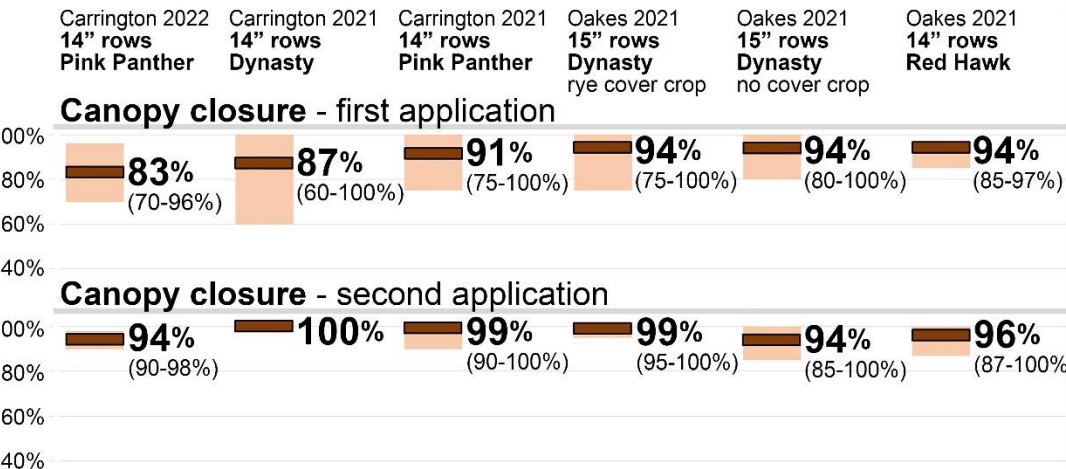 Carrington 2022 Carrington 2021 Carrington 2021 Oakes 2021 Oakes 2021 Oakes 2021
14” rows 14” rows 14” rows 15” rows 15” rows 14” rows
Pink Panther Dynasty Pink Panther Dynasty Dynasty Red Hawk
rye cover crop no cover crop
Canopy closure - first application
00%
83% 87% 91% 94% 94% 94%
80%
(70-96%) (60-100%) (75-100%) (75-100%) (80-100%) (85-97%)
60%
40%
Canopy closure - second application
00%
94% 100% 99% 99% 94% 96%
(90-98%) (90-100%) (95-100%) (85-100%) (87-100%
80%
60%
40%